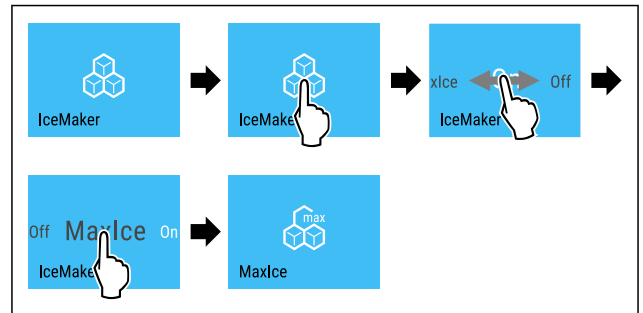 IceMaker
IceMake
xIce Off
IceMaker
Off MaxIce On
IceMake
max
MaxIce